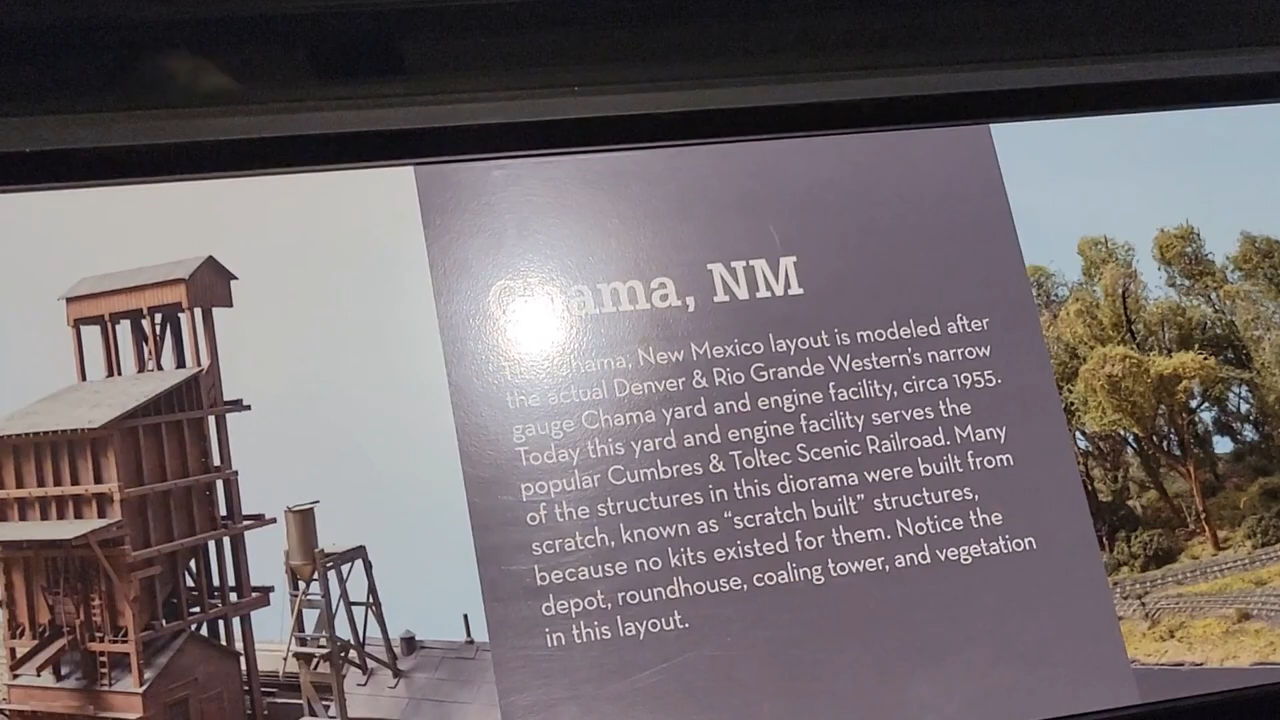 Chama, NM
The Chama, New Mexico layout is modeled after
the actual Denver & Rio Grande Western's narrow
gauge Chama yard and engine facility, circa 1955.
Today this yard and engine facility serves the
popular Cumbres & Toltec Scenic Railroad. Many
of the structures in this diorama were built from
scratch, known as “scratch built” structures,
because no kits existed for them. Notice the
depot, roundhouse, coaling tower, and vegetation
in this layout.